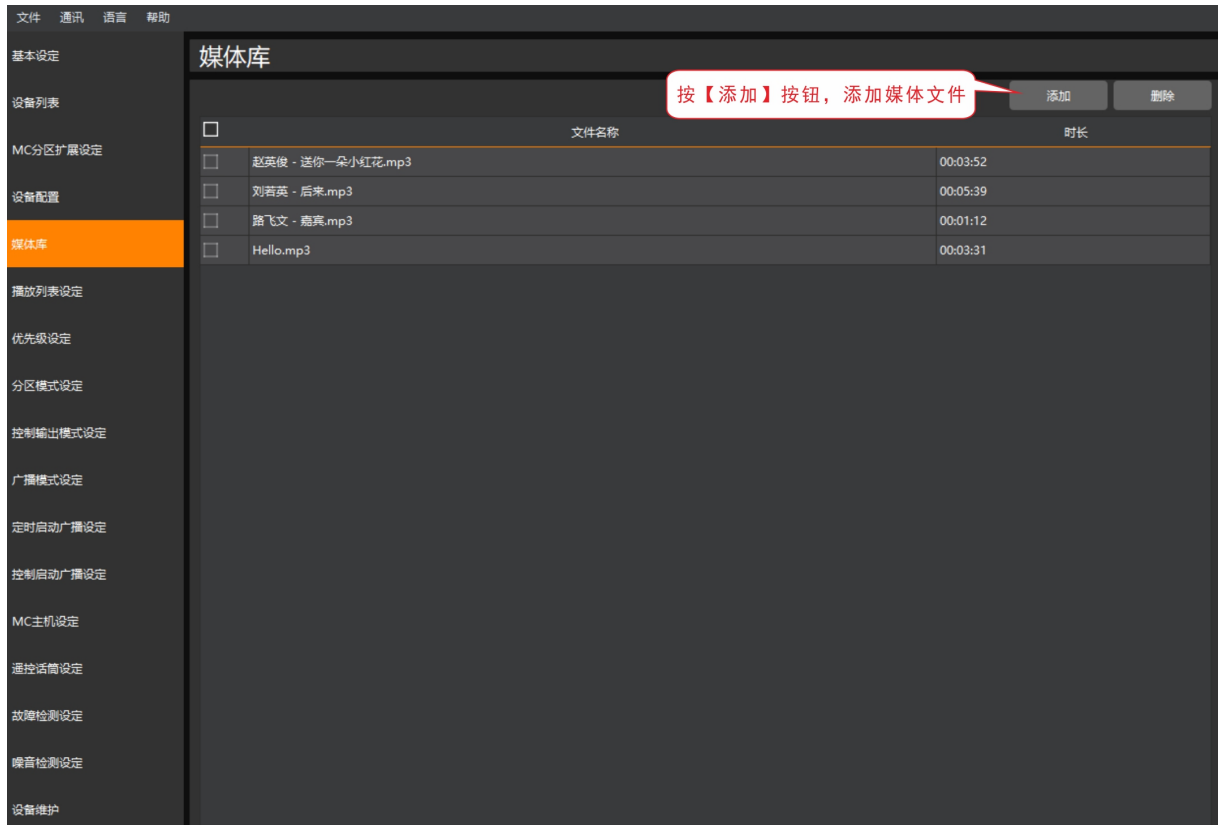 文件 通讯 语言 帮助
基本设定
设备列表
MC分区扩展设定
设备配置
媒体库
播放列表设定
优先级设定
分区模式设定
控制输出模式设定
广播模式设定
定时启动广播设定
控制启动广播设定
MC主机设定
遥控话筒设定
故障检测设定
噪音检测设定
设备维护
媒体库
按【添加】按钮，添加媒体文件
添加 删除
文件名称 时长
赵英俊 - 送你一朵小红花.mp3 00:03:52
刘若英 - 后来.mp3 00:05:39
路飞文 - 嘉宾.mp3 00:01:12
Hello.mp3 00:03:31